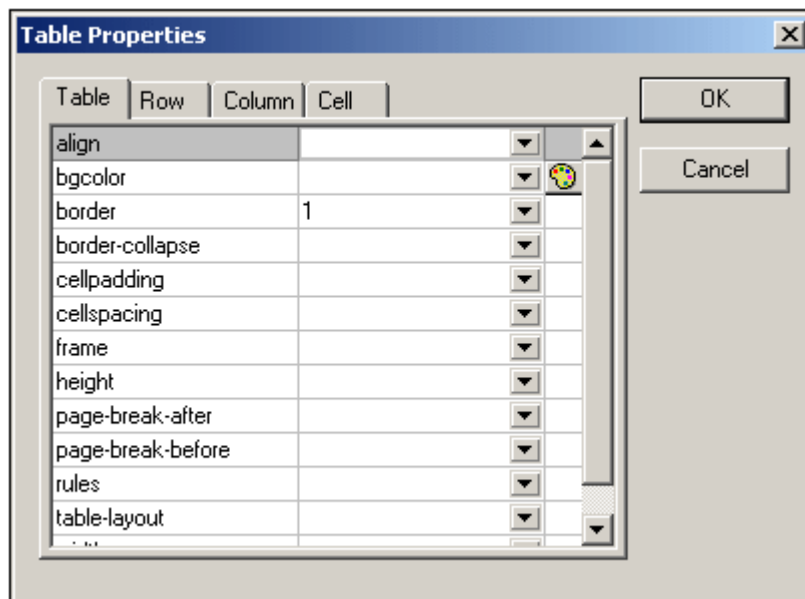 Table Properties
Table Row Column Cell
OK
Cancel
align
bgcolor
border 1
border-collapse
cellpadding
cellspacing
frame
height
page-break-after
page-break-before
rules
table-layout